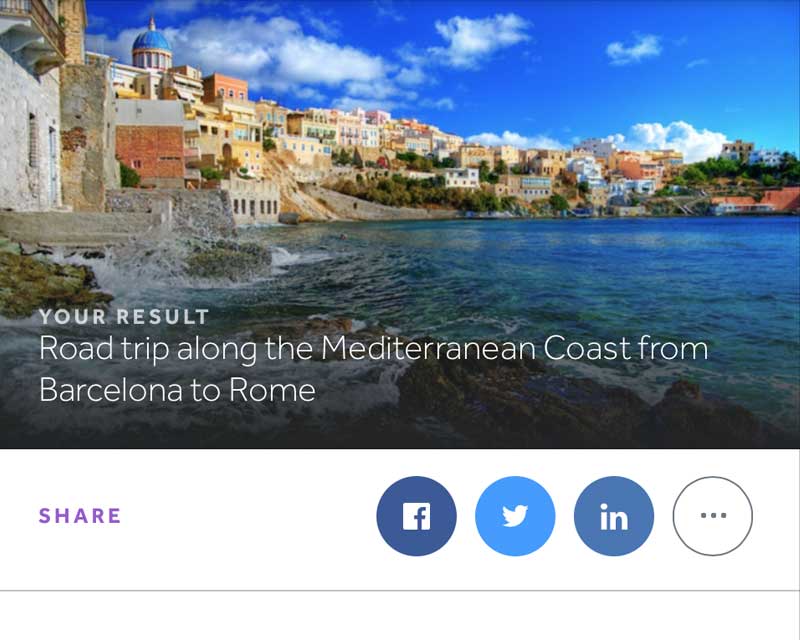 YOUR RESULT
Road trip along the Mediterranean Coast from
Barcelona to Rome
SHARE
in